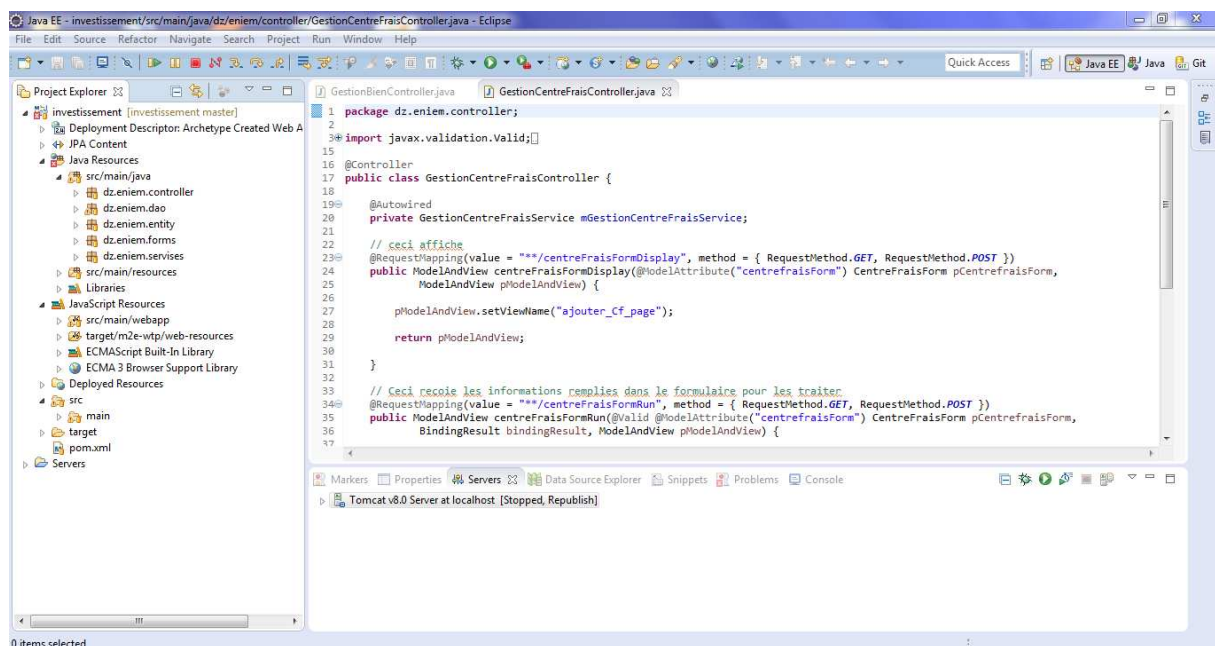 Java EE - investissement/src/main/java/dz/eniem/controller/GestionCentreFraisController.java - Eclipse
File Edit Source Refactor Navigate Search Project Run Window Help
Quick Access Java EE Java Git
Project Explorer
GestionBienController.java GestionCentreFraisController.java
investissement [investissement master]
Deployment Descriptor: Archetype Created Web A
JPA Content
Java Resources
src/main/java
dz.eniem.controller
dz.eniem.dao
dz.eniem.entity
dz.eniem.forms
dz.eniem.servises
src/main/resources
Libraries
JavaScript Resources
src/main/webapp
target/m2e-wtp/web-resources
ECMAScript Built-In Library
ECMA 3 Browser Support Library
Deployed Resources
src
main
target
pom.xml
Servers
1 package dz.eniem.controller;
2
3 import javax.validation.Valid;
15
16 @Controller
17 public class GestionCentreFraisController {
18
19 @Autowired
20 private GestionCentreFraisService mGestionCentreFraisService;
21
22 // ceci affiche
23 @RequestMapping(value = "**/centreFraisFormDisplay", method = { RequestMethod.GET, RequestMethod.POST })
24 public ModelAndView centreFraisFormDisplay(@ModelAttribute("centrefraisForm") CentreFraisForm pCentrefraisForm,
25 ModelAndView pModelAndView) {
26
27 pModelAndView.setViewName("ajouter_Cf_page");
28
29 return pModelAndView;
30
31 }
32
33 // Ceci reçoie les informations remplies dans le formulaire pour les traiter
34 @RequestMapping(value = "**/centreFraisFormRun", method = { RequestMethod.GET, RequestMethod.POST })
35 public ModelAndView centreFraisFormRun(@Valid @ModelAttribute("centrefraisForm") CentreFraisForm pCentrefraisForm,
36 BindingResult bindingResult, ModelAndView pModelAndView) {
37
Markers Properties Servers Data Source Explorer Snippets Problems Console
Tomcat v8.0 Server at localhost [Stopped, Republish]
0 items selected